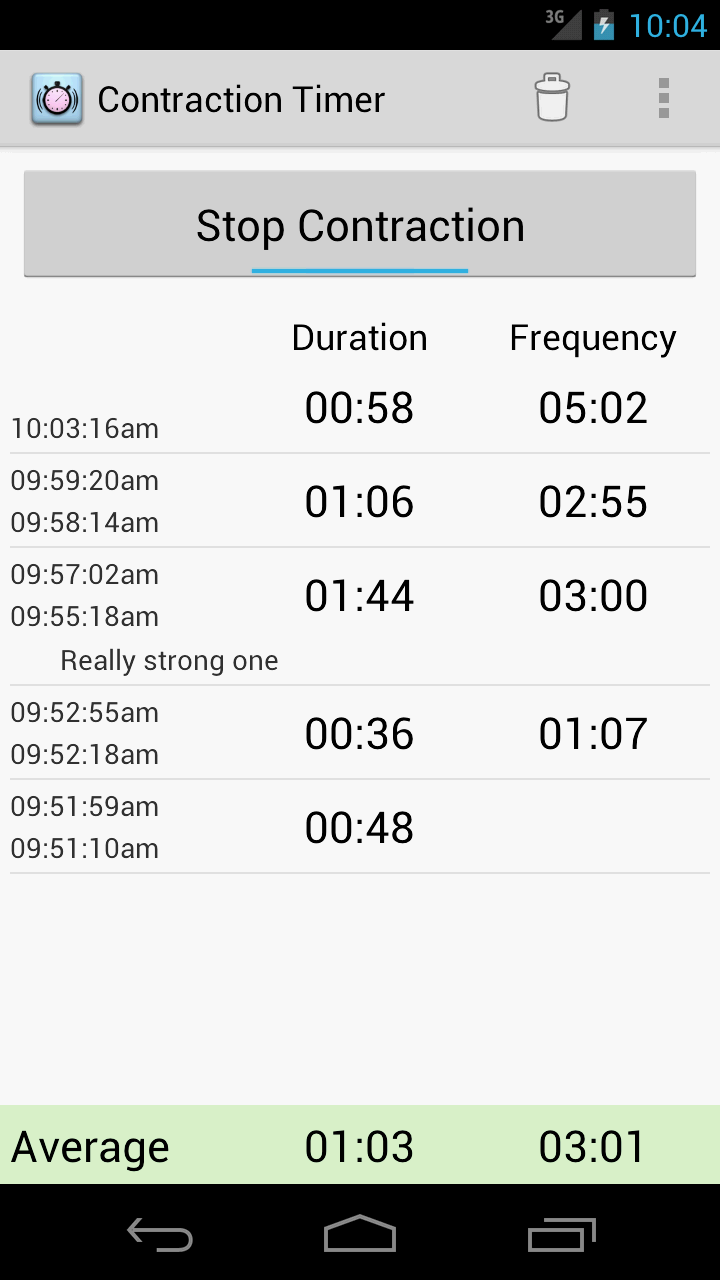 3G 10:04
Contraction Timer
Stop Contraction
Duration Frequency
10:03:16am 00:58 05:02
09:59:20am
09:58:14am 01:06 02:55
09:57:02am
09:55:18am 01:44 03:00
Really strong one
09:52:55am
09:52:18am 00:36 01:07
09:51:59am
09:51:10am 00:48
Average 01:03 03:01